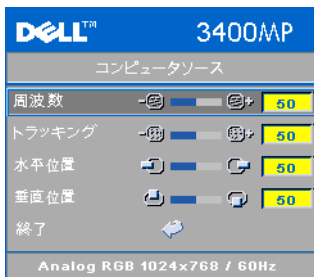 DELL™ 3400MP
コンピュータソース
周波数 - + 50
トラッキング - + 50
水平位置 50
垂直位置 50
終了
Analog RGB 1024x768 / 60Hz